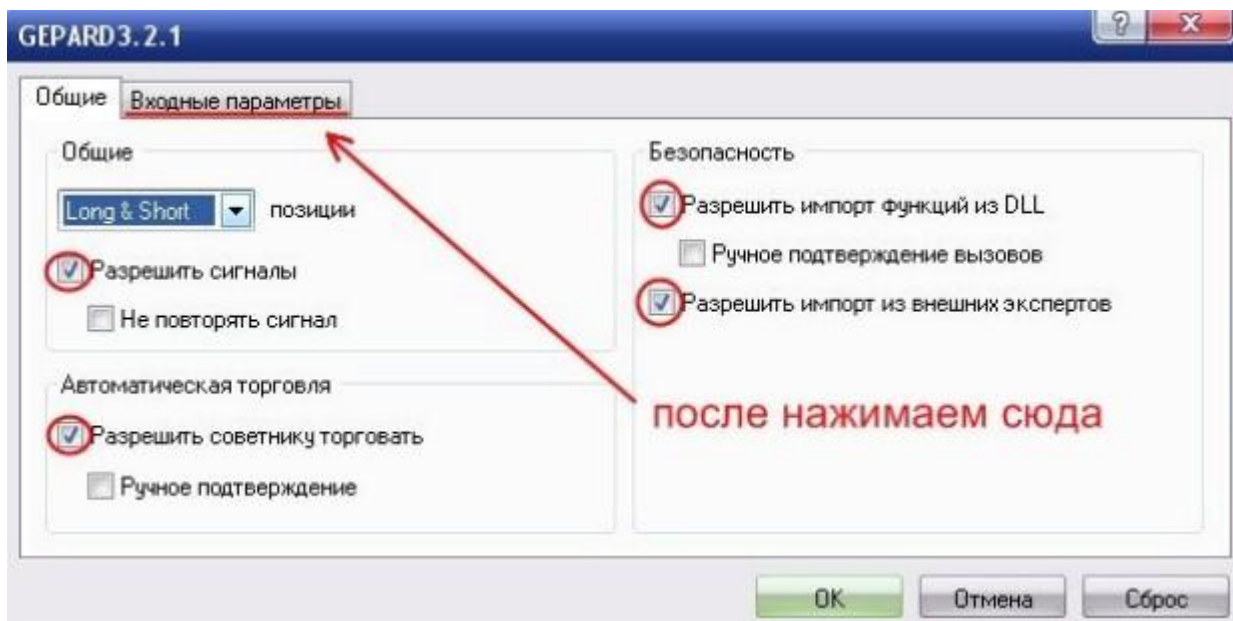 GEPARD3.2.1
Общие
Входные параметры
Общие
Long & Short
позиции
Разрешить сигналы
Не повторять сигнал
Автоматическая торговля
Разрешить советнику торговать
Ручное подтверждение
Безопасность
Разрешить импорт функций из DLL
Ручное подтверждение вызовов
Разрешить импорт из внешних экспертов
после нажимаем сюда
OK
Отмена
Сброс